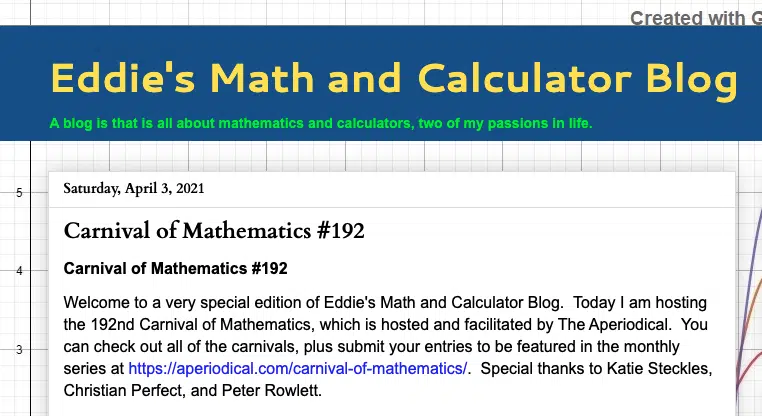 Created with G
Eddie's Math and Calculator Blog
A blog is that is all about mathematics and calculators, two of my passions in life.
Saturday, April 3, 2021
Carnival of Mathematics #192
Carnival of Mathematics #192
Welcome to a very special edition of Eddie's Math and Calculator Blog. Today I am hosting
the 192nd Carnival of Mathematics, which is hosted and facilitated by The Aperiodical. You
can check out all of the carnivals, plus submit your entries to be featured in the monthly
series at https://aperiodical.com/carnival-of-mathematics/. Special thanks to Katie Steckles,
Christian Perfect, and Peter Rowlett.
5
4
3